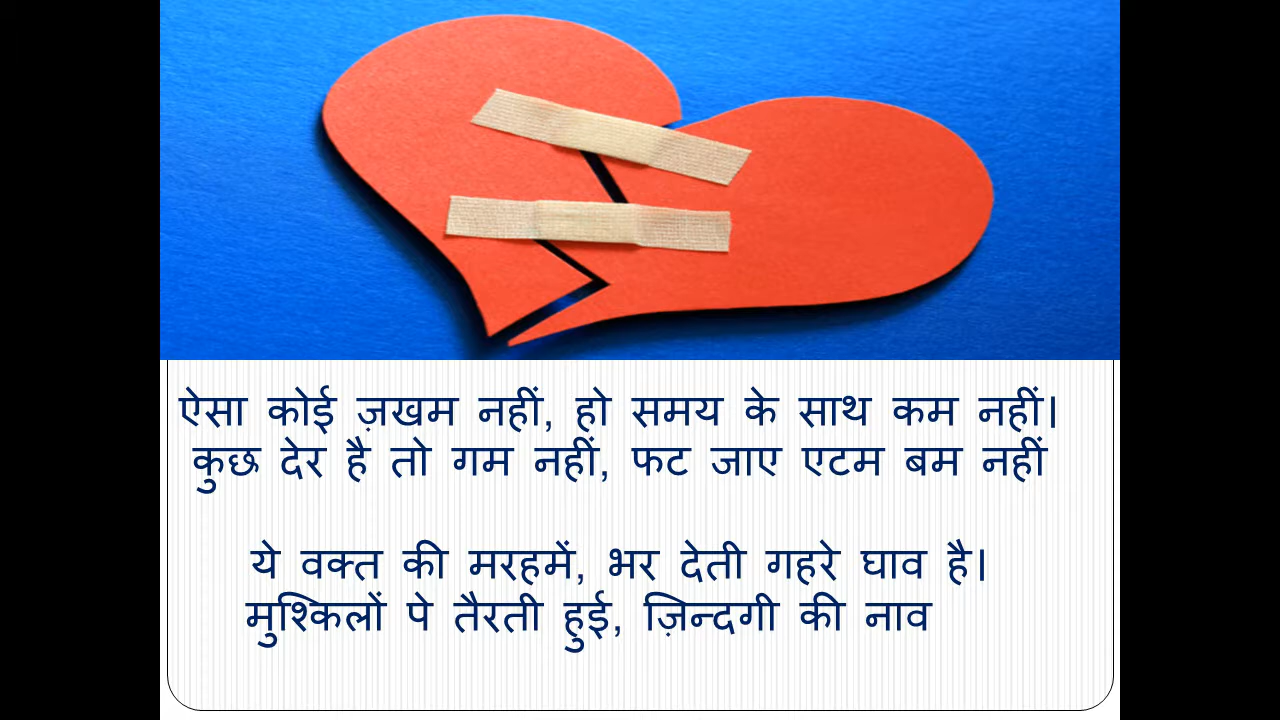 ऐसा कोई ज़खम नहीं, हो समय के साथ कम नहीं।
कुछ देर है तो गम नहीं, फट जाए एटम बम नहीं
ये वक्त की मरहमें, भर देती गहरे घाव है।
मुश्किलों पे तैरती हुई, ज़िन्दगी की नाव